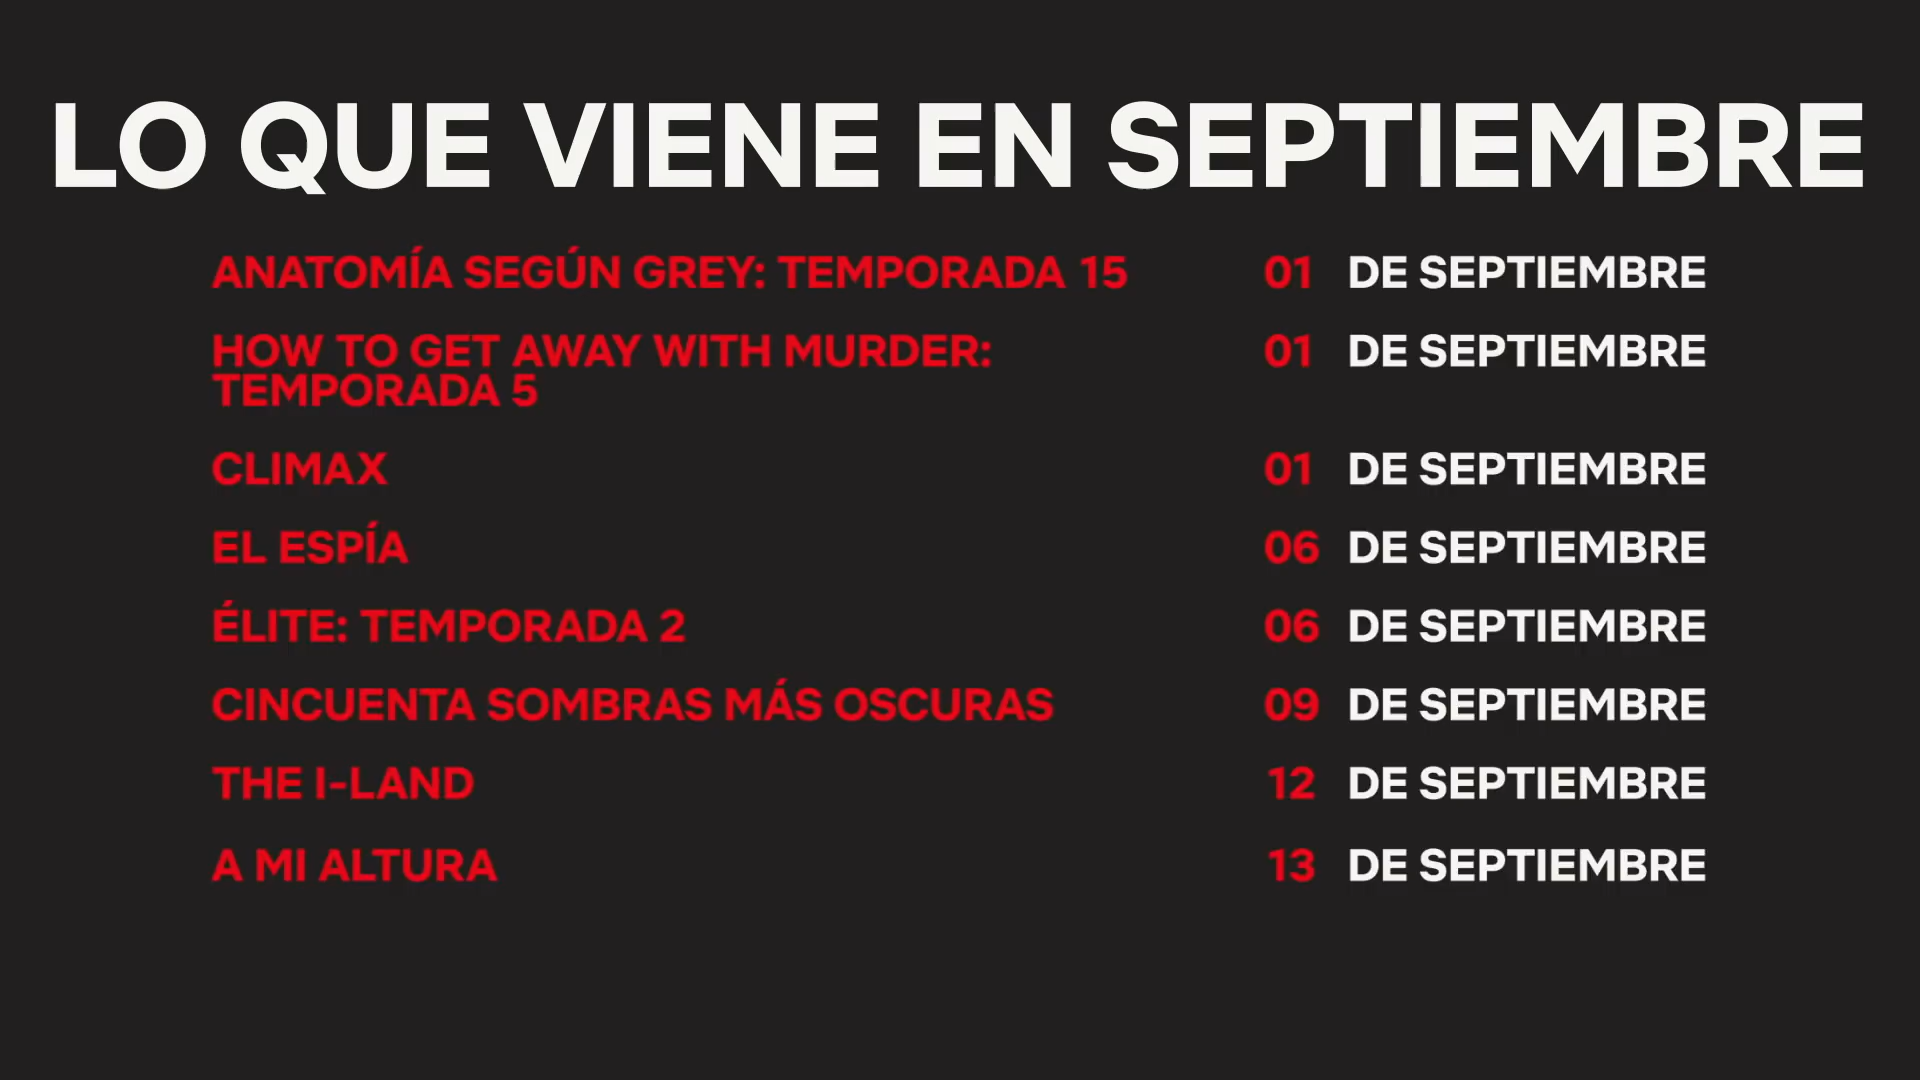 LO QUE VIENE EN SEPTIEMBRE
ANATOMÍA SEGÚN GREY: TEMPORADA 15 01 DE SEPTIEMBRE
HOW TO GET AWAY WITH MURDER: 01 DE SEPTIEMBRE
TEMPORADA 5
CLIMAX 01 DE SEPTIEMBRE
EL ESPÍA 06 DE SEPTIEMBRE
ÉLITE: TEMPORADA 2 06 DE SEPTIEMBRE
CINCUENTA SOMBRAS MÁS OSCURAS 09 DE SEPTIEMBRE
THE I-LAND 12 DE SEPTIEMBRE
A MI ALTURA 13 DE SEPTIEMBRE